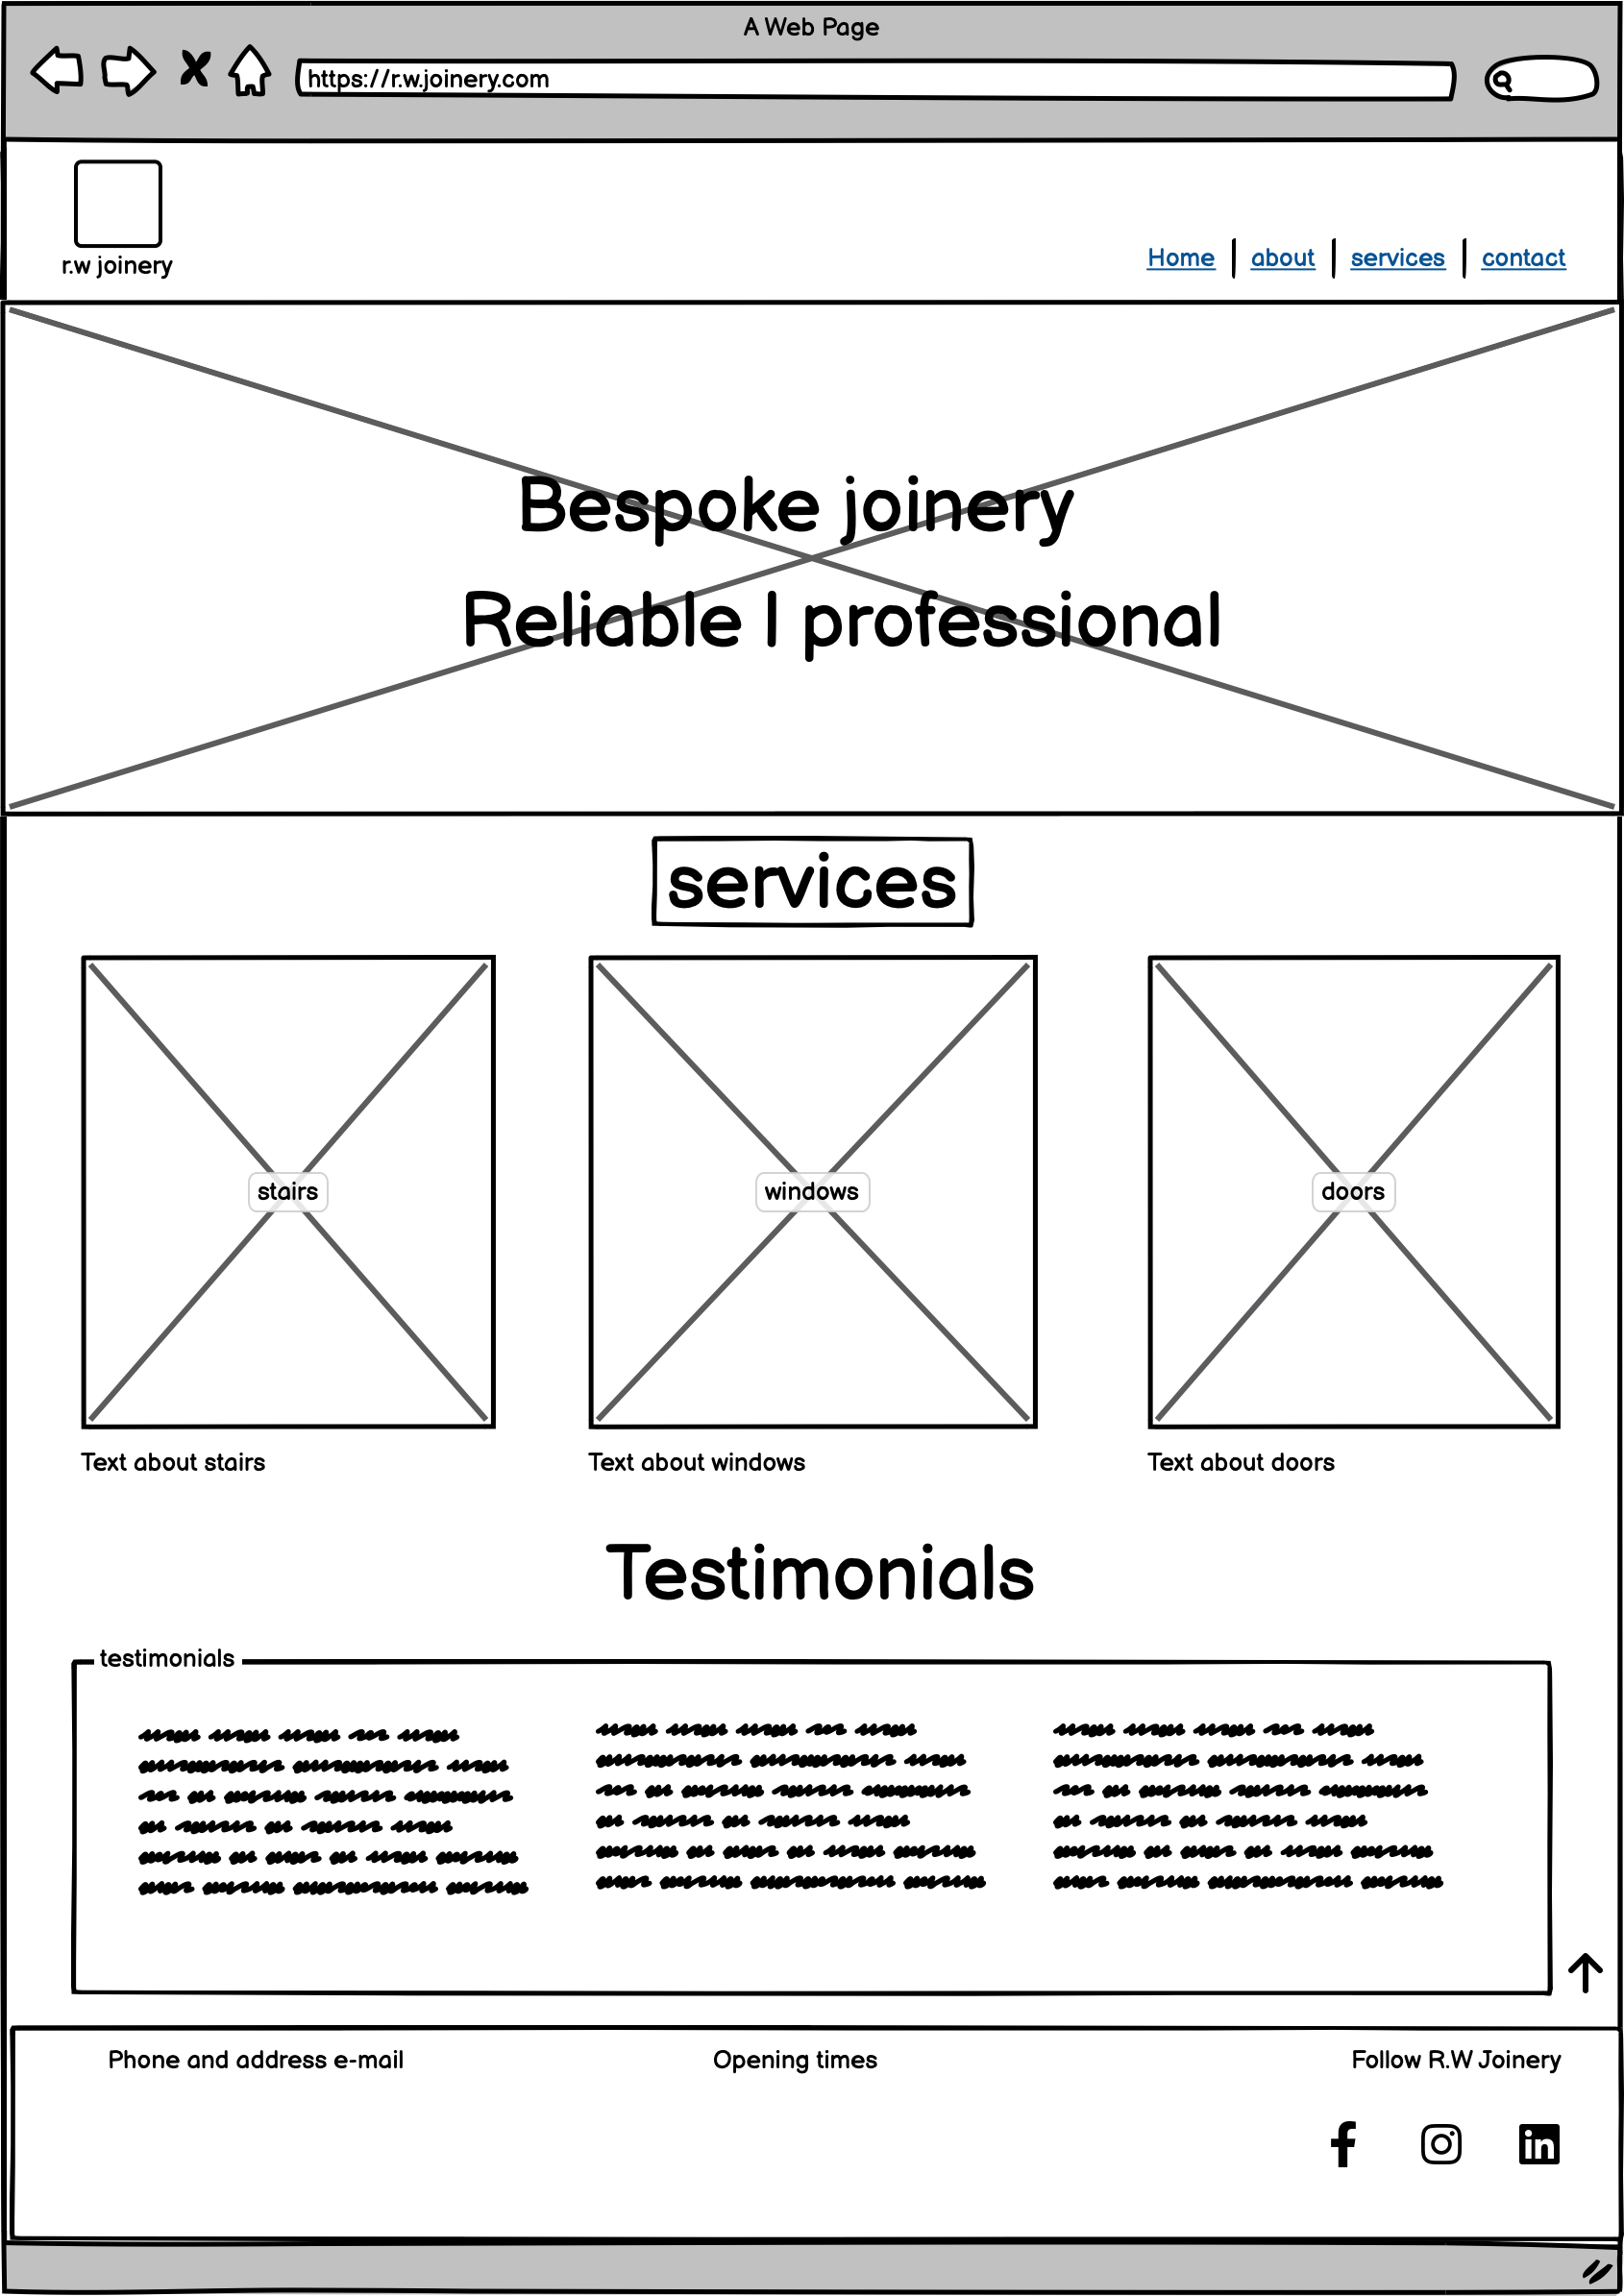 A Web Page
https://r.w.joinery.com
r.w joinery
Home | about | services | contact
Bespoke joinery
Reliable | professional
services
stairs
windows
doors
Text about stairs
Text about windows
Text about doors
Testimonials
testimonials
Phone and address e-mail
Opening times
Follow R.W Joinery